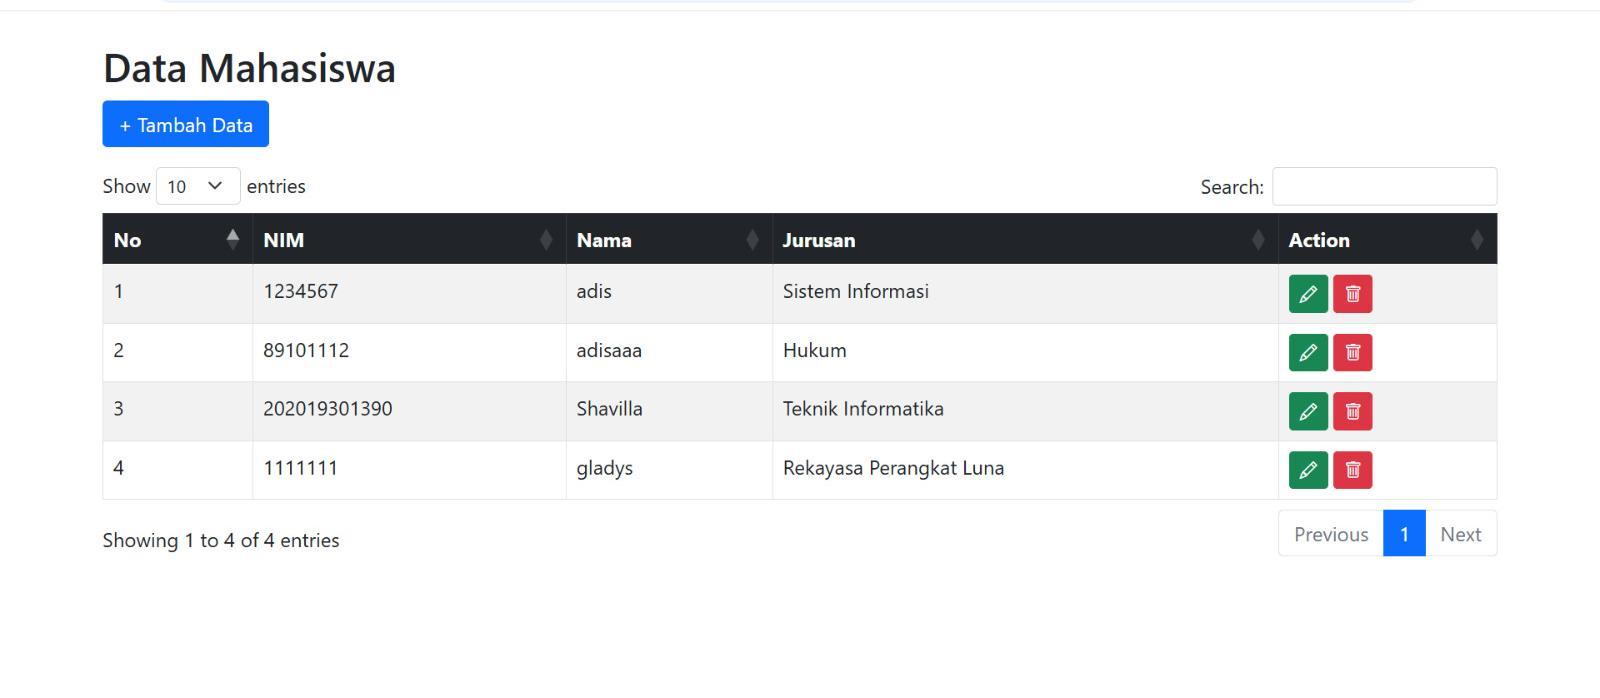 Data Mahasiswa
+ Tambah Data
Show 10 entries Search:
No NIM Nama Jurusan Action
1 1234567 adis Sistem Informasi
2 89101112 adisaaa Hukum
3 202019301390 Shavilla Teknik Informatika
4 1111111 gladys Rekayasa Perangkat Luna
Showing 1 to 4 of 4 entries Previous 1 Next